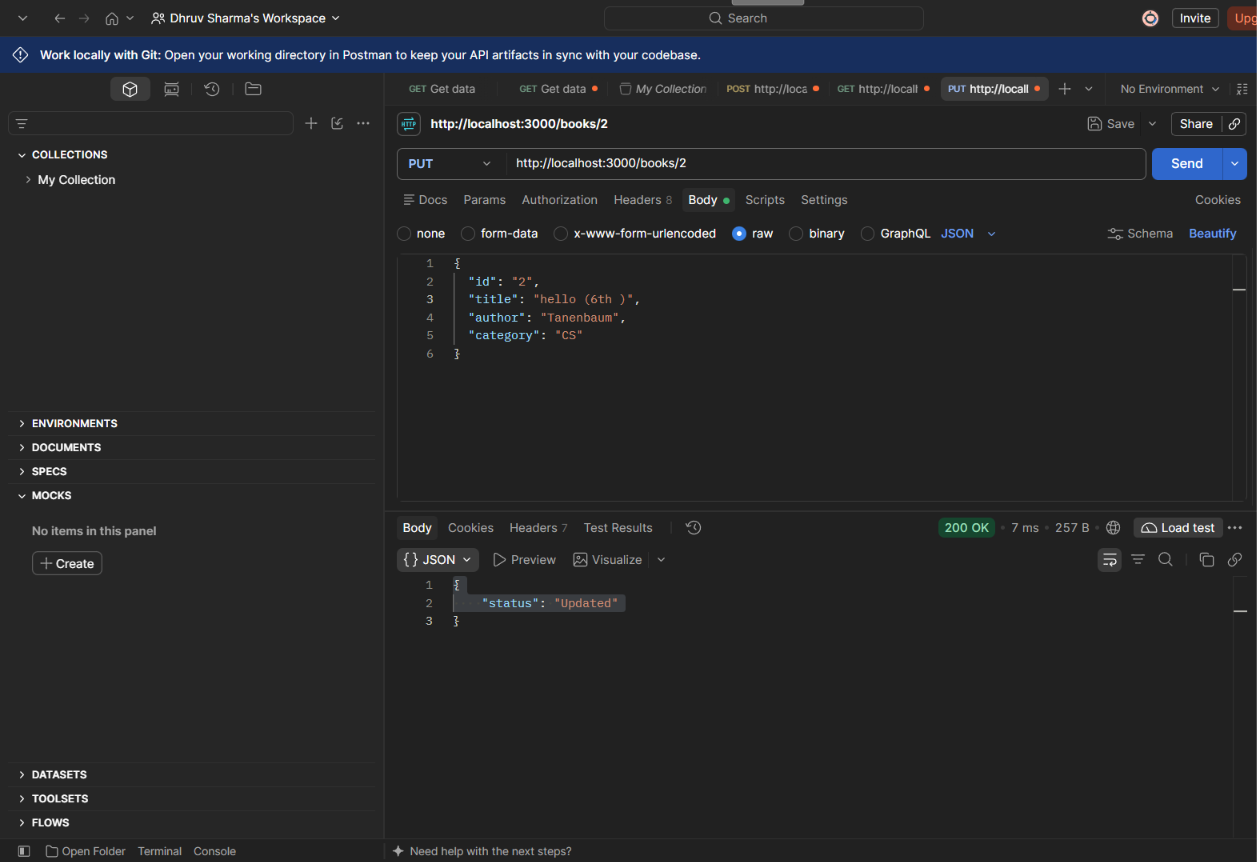 Dhruv Sharma's Workspace
Search
Invite
Upg
Work locally with Git: Open your working directory in Postman to keep your API artifacts in sync with your codebase.
GET Get data
GET Get data
My Collection
POST http://loca
GET http://locall
PUT http://locall
No Environment
HTTP http://localhost:3000/books/2
Save
Share
COLLECTIONS
My Collection
PUT
http://localhost:3000/books/2
Send
Docs
Params
Authorization
Headers 8
Body
Scripts
Settings
Cookies
none
form-data
x-www-form-urlencoded
raw
binary
GraphQL
JSON
Schema
Beautify
1 {
2 "id": "2",
3 "title": "hello (6th )",
4 "author": "Tanenbaum",
5 "category": "CS"
6 }
ENVIRONMENTS
DOCUMENTS
SPECS
MOCKS
No items in this panel
+ Create
Body
Cookies
Headers 7
Test Results
200 OK • 7 ms • 257 B
Load test
{ } JSON
Preview
Visualize
1 {
2 "status": "Updated"
3 }
DATASETS
TOOLSETS
FLOWS
Open Folder
Terminal
Console
Need help with the next steps?